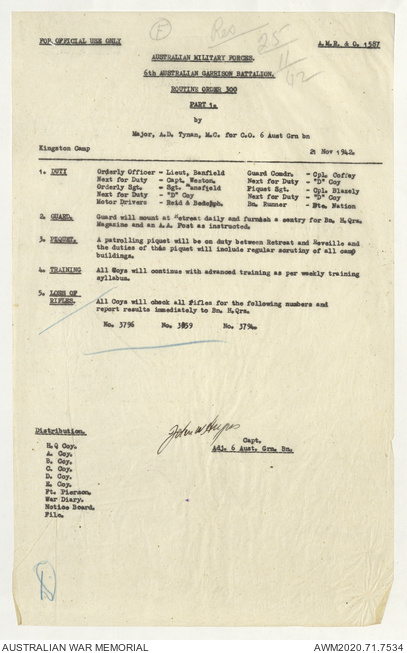 FOR OFFICIAL USE ONLY
A.M.R. & O. 1587
Res
F
25
11
42
AUSTRALIAN MILITARY FORCES.
6th AUSTRALIAN GARRISON BATTALION.
ROUTINE ORDER 300
PART 1.
by
Major, A.D. Tynan, M.C. for C.O. 6 Aust Grn bn
Kingston Camp
Nov 1942.
1. DUTY Orderly Officer - Lieut, Banfield Guard Comdr. - Cpl. Coffey
Next for Duty - Capt. Weston. Next for Duty - "D" Coy
Orderly Sgt. - Sgt. Mansfield Piquet Sgt. - Cpl. Blazely
Next for Duty - "D" Coy Next for Duty - "D" Coy
Motor Drivers - Reid & Bn. Runner - Pte. Nation
2. GUARD. Guard will mount at Retreat daily and furnish a sentry for Bn. H.Qrs.
Magazine and an A.A. Post as instructed.
3. PIQUET. A patrolling piquet will be on duty between Retreat and Reveille and
the duties of this piquet will include regular scrutiny of all camp
buildings.
4. TRAINING All Coys will continue with advanced training as per weekly training
syllabus.
5. LOSS OF
RIFLES. All Coys will check all Rifles for the following numbers and
report results immediately to Bn. H.Qrs.
No. 3796 No. 3859 No. 3794.
Distribution.
H.Q Coy.
A. Coy.
B. Coy.
C. Coy.
D. Coy.
E. Coy.
Ft. Pierson.
War Diary.
Notice Board.
File.
Capt.
Adj. 6 Aust. Grn. Bn.
AUSTRALIAN WAR MEMORIAL
AWM2020.71.7534